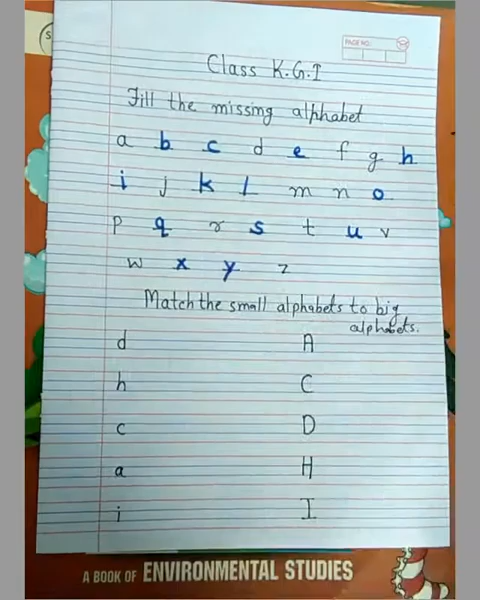 S
PAGE NO.:
Class K.G.I
Fill the missing alphabet
a b c d e f g h
i j k l m n o
p q r s t u v
w x y z
Match the small alphabets to big
alphabets.
d A
h C
c D
a H
i I
A BOOK OF ENVIRONMENTAL STUDIES